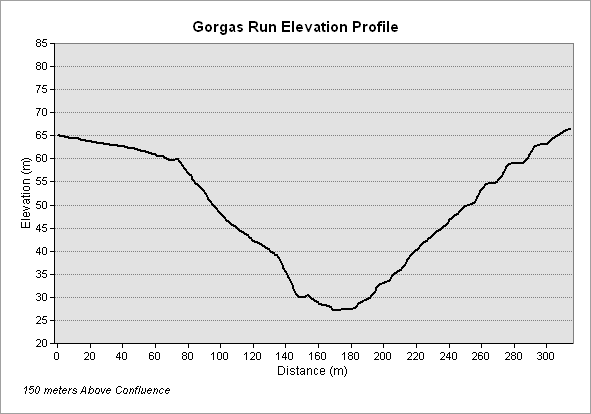 Gorgas Run Elevation Profile
85
80
75
70
65
60
55
50
45
40
35
30
25
20
Elevation (m)
0 20 40 60 80 100 120 140 160 180 200 220 240 260 280 300
Distance (m)
150 meters Above Confluence